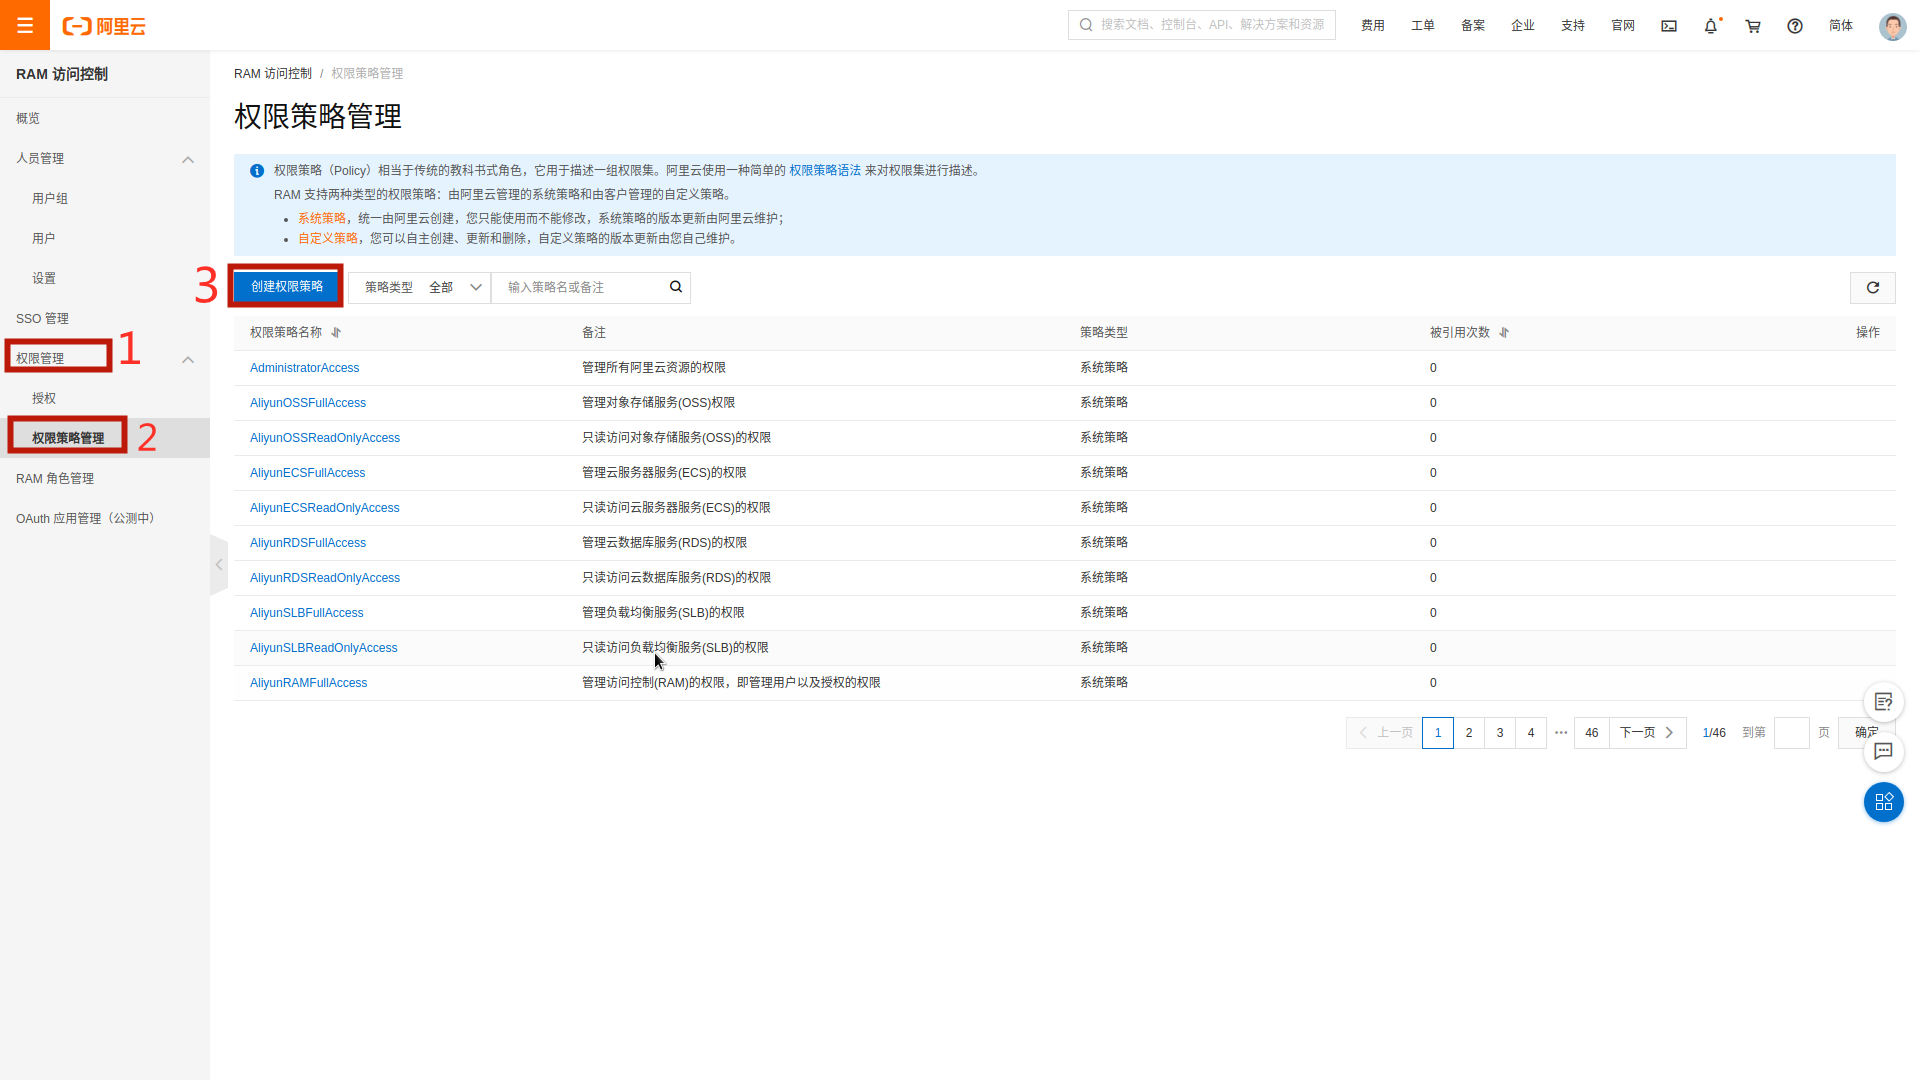 阿里云
搜索文档、控制台、API、解决方案和资源
费用
工单
备案
企业
支持
官网
简体
RAM 访问控制
概览
人员管理
用户组
用户
设置
SSO 管理
权限管理
1
授权
权限策略管理
2
RAM 角色管理
OAuth 应用管理（公测中）
RAM 访问控制 / 权限策略管理
权限策略管理
权限策略（Policy）相当于传统的教科书式角色，它用于描述一组权限集。阿里云使用一种简单的 权限策略语法 来对权限集进行描述。
RAM 支持两种类型的权限策略：由阿里云管理的系统策略和由客户管理的自定义策略。
• 系统策略，统一由阿里云创建，您只能使用而不能修改，系统策略的版本更新由阿里云维护；
• 自定义策略，您可以自主创建、更新和删除，自定义策略的版本更新由您自己维护。
3
创建权限策略 策略类型 全部 输入策略名或备注
权限策略名称 备注 策略类型 被引用次数 操作
AdministratorAccess 管理所有阿里云资源的权限 系统策略 0
AliyunOSSFullAccess 管理对象存储服务(OSS)权限 系统策略 0
AliyunOSSReadOnlyAccess 只读访问对象存储服务(OSS)的权限 系统策略 0
AliyunECSFullAccess 管理云服务器服务(ECS)的权限 系统策略 0
AliyunECSReadOnlyAccess 只读访问云服务器服务(ECS)的权限 系统策略 0
AliyunRDSFullAccess 管理云数据库服务(RDS)的权限 系统策略 0
AliyunRDSReadOnlyAccess 只读访问云数据库服务(RDS)的权限 系统策略 0
AliyunSLBFullAccess 管理负载均衡服务(SLB)的权限 系统策略 0
AliyunSLBReadOnlyAccess 只读访问负载均衡服务(SLB)的权限 系统策略 0
AliyunRAMFullAccess 管理访问控制(RAM)的权限，即管理用户以及授权的权限 系统策略 0
上一页 1 2 3 4 ••• 46 下一页 1/46 到第 页 确定